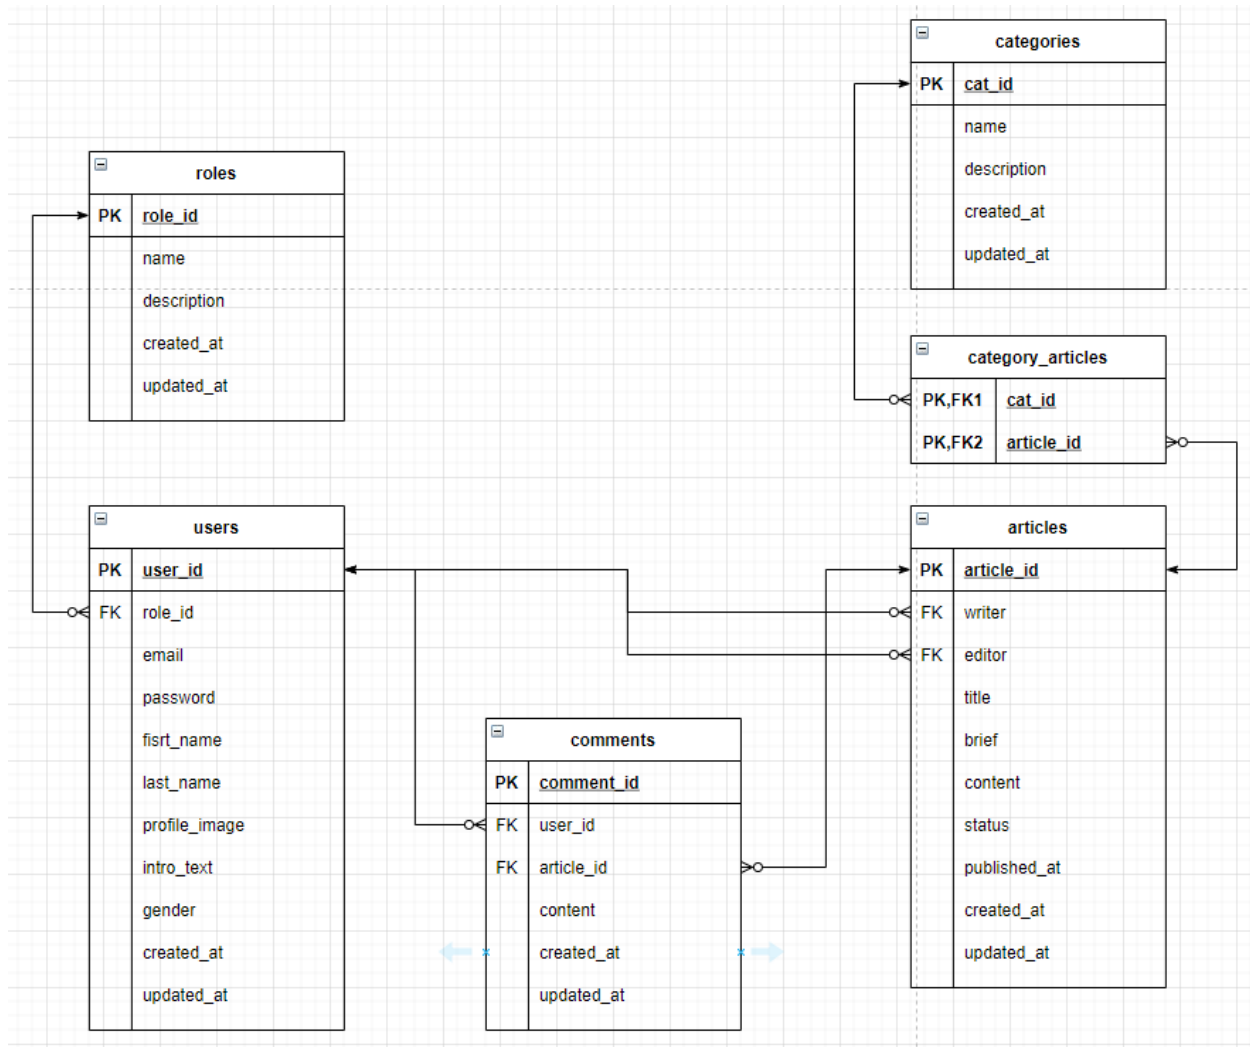 categories
PK cat_id
name
description
created_at
updated_at
roles
PK role_id
name
description
created_at
updated_at
category_articles
PK,FK1 cat_id
PK,FK2 article_id
users
PK user_id
FK role_id
email
password
fisrt_name
last_name
profile_image
intro_text
gender
created_at
updated_at
articles
PK article_id
FK writer
FK editor
title
brief
content
status
published_at
created_at
updated_at
comments
PK comment_id
FK user_id
FK article_id
content
created_at
updated_at